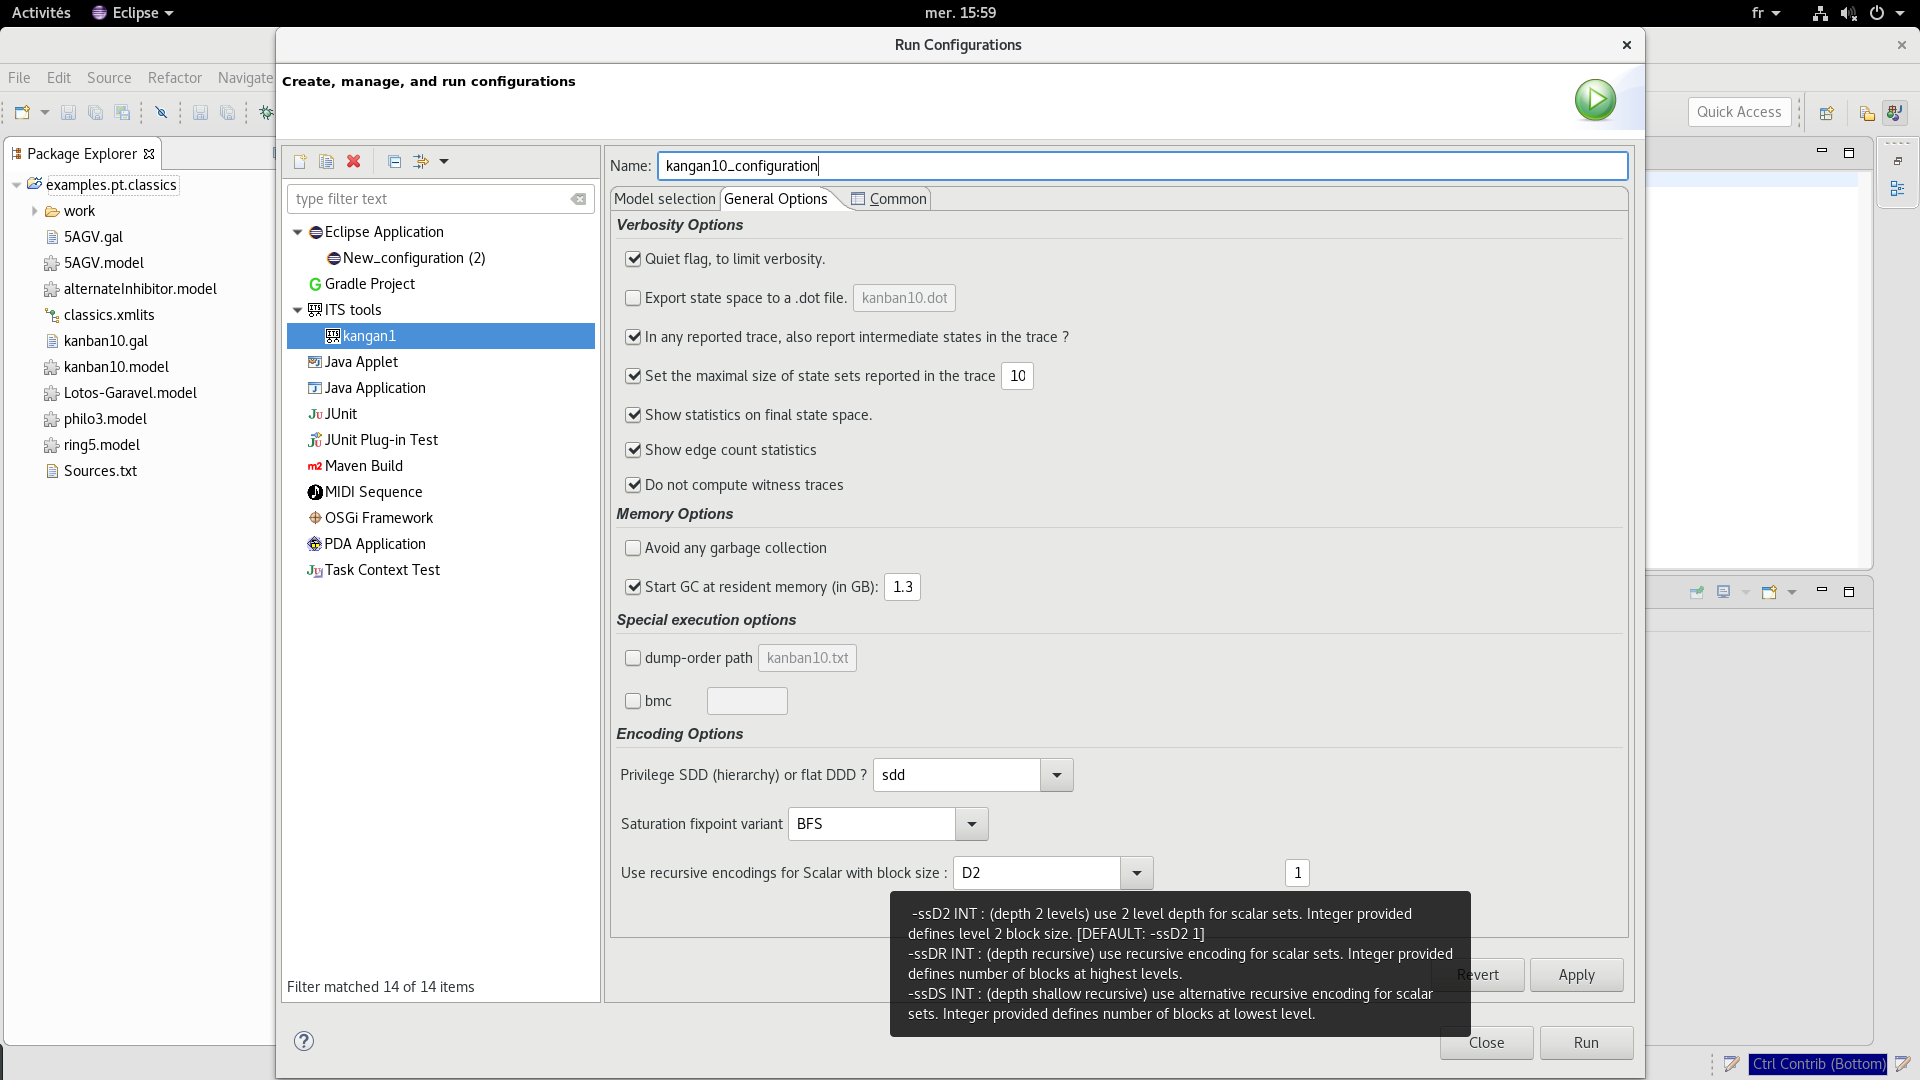 Activités
Eclipse
mer. 15:59
fr
Run Configurations
File Edit Source Refactor Navigate
Create, manage, and run configurations
Quick Access
Package Explorer
examples.pt.classics
work
5AGV.gal
5AGV.model
alternateInhibitor.model
classics.xmlits
kanban10.gal
kanban10.model
Lotos-Garavel.model
philo3.model
ring5.model
Sources.txt
type filter text
Eclipse Application
New_configuration (2)
Gradle Project
ITS tools
kangan1
Java Applet
Java Application
JUnit
JUnit Plug-in Test
Maven Build
MIDI Sequence
OSGi Framework
PDA Application
Task Context Test
Filter matched 14 of 14 items
Name: kangan10_configuration
Model selection General Options Common
Verbosity Options
Quiet flag, to limit verbosity.
Export state space to a .dot file. kanban10.dot
In any reported trace, also report intermediate states in the trace ?
Set the maximal size of state sets reported in the trace 10
Show statistics on final state space.
Show edge count statistics
Do not compute witness traces
Memory Options
Avoid any garbage collection
Start GC at resident memory (in GB): 1.3
Special execution options
dump-order path kanban10.txt
bmc
Encoding Options
Privilege SDD (hierarchy) or flat DDD ? sdd
Saturation fixpoint variant BFS
Use recursive encodings for Scalar with block size : D2 1
-ssD2 INT : (depth 2 levels) use 2 level depth for scalar sets. Integer provided
defines level 2 block size. [DEFAULT: -ssD2 1]
-ssDR INT : (depth recursive) use recursive encoding for scalar sets. Integer provided
defines number of blocks at highest levels.
-ssDS INT : (depth shallow recursive) use alternative recursive encoding for scalar
sets. Integer provided defines number of blocks at lowest level.
Revert Apply
Close Run
Ctrl Contrib (Bottom)